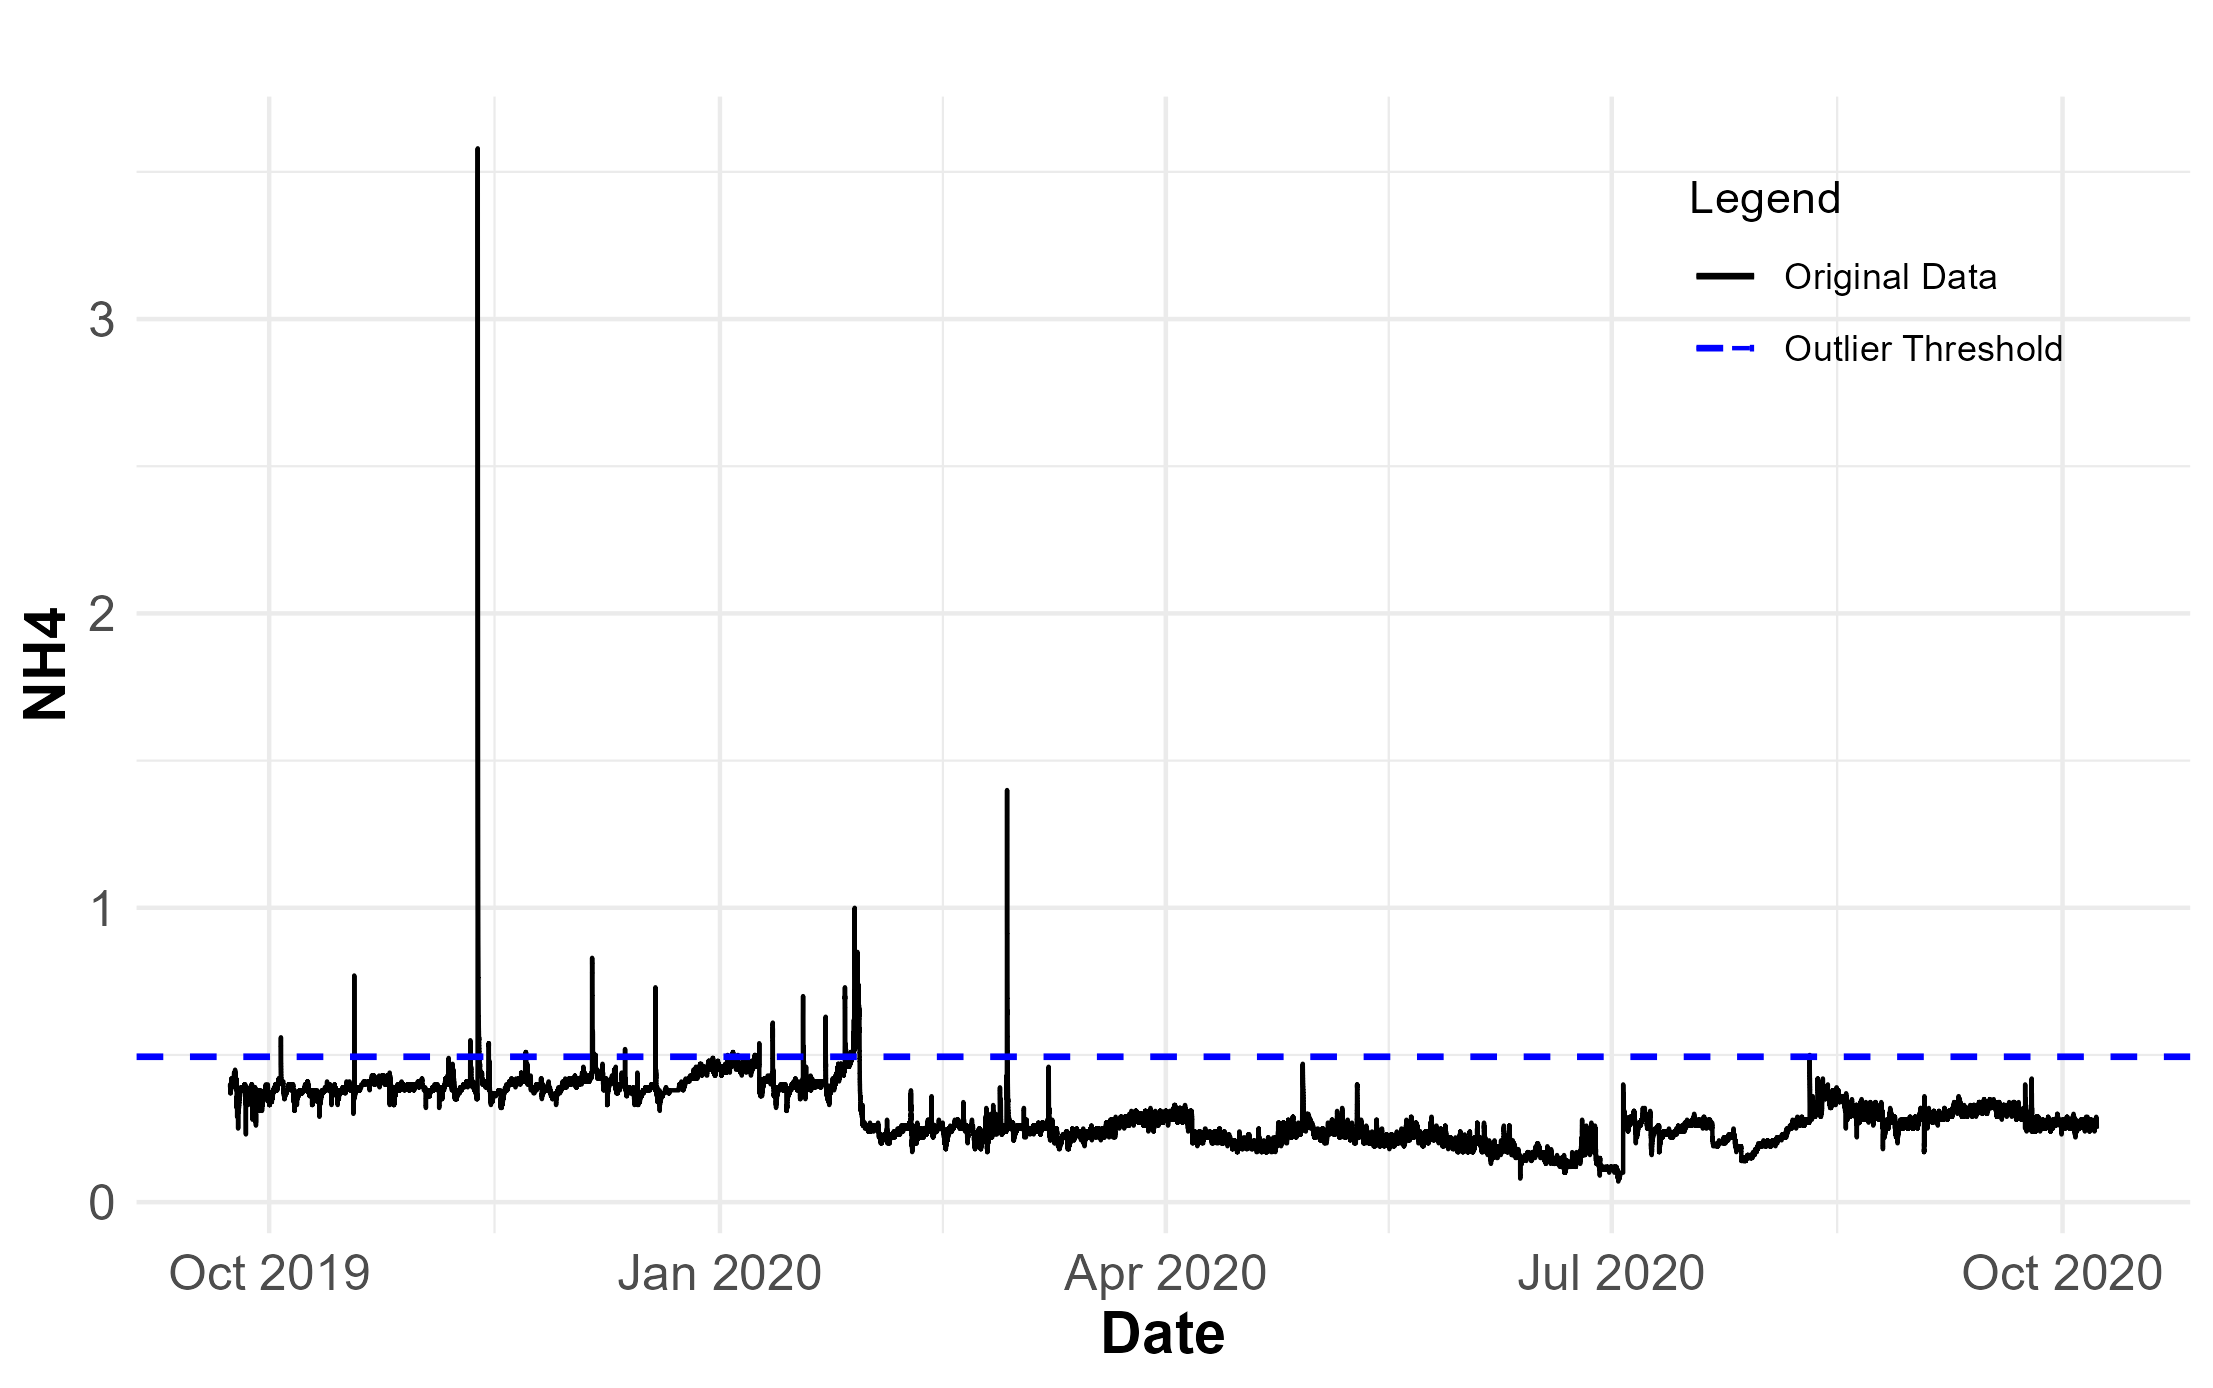 Legend
Original Data
Outlier Threshold
NH4
3
2
1
0
Oct 2019
Jan 2020
Apr 2020
Jul 2020
Oct 2020
Date